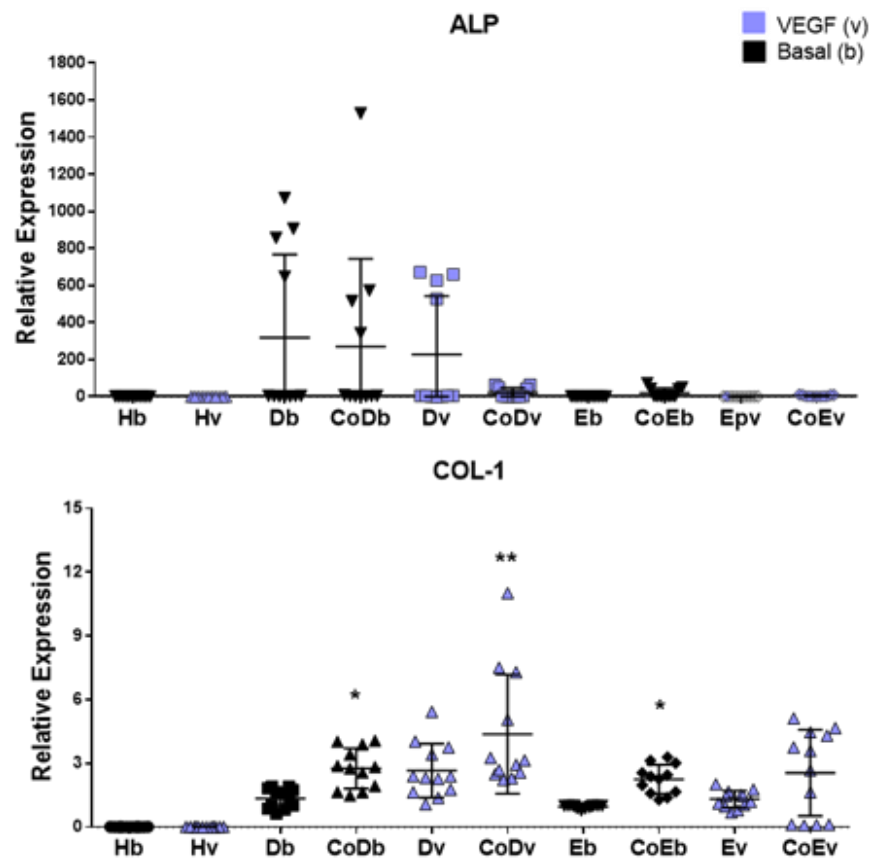 ALP
VEGF (v)
Basal (b)
Relative Expression
1800
1600
1400
1200
1000
800
600
400
200
0
Hb Hv Db CoDb Dv CoDv Eb CoEb Epv CoEv
COL-1
Relative Expression
15
12
9
6
3
0
* ** *
Hb Hv Db CoDb Dv CoDv Eb CoEb Ev CoEv